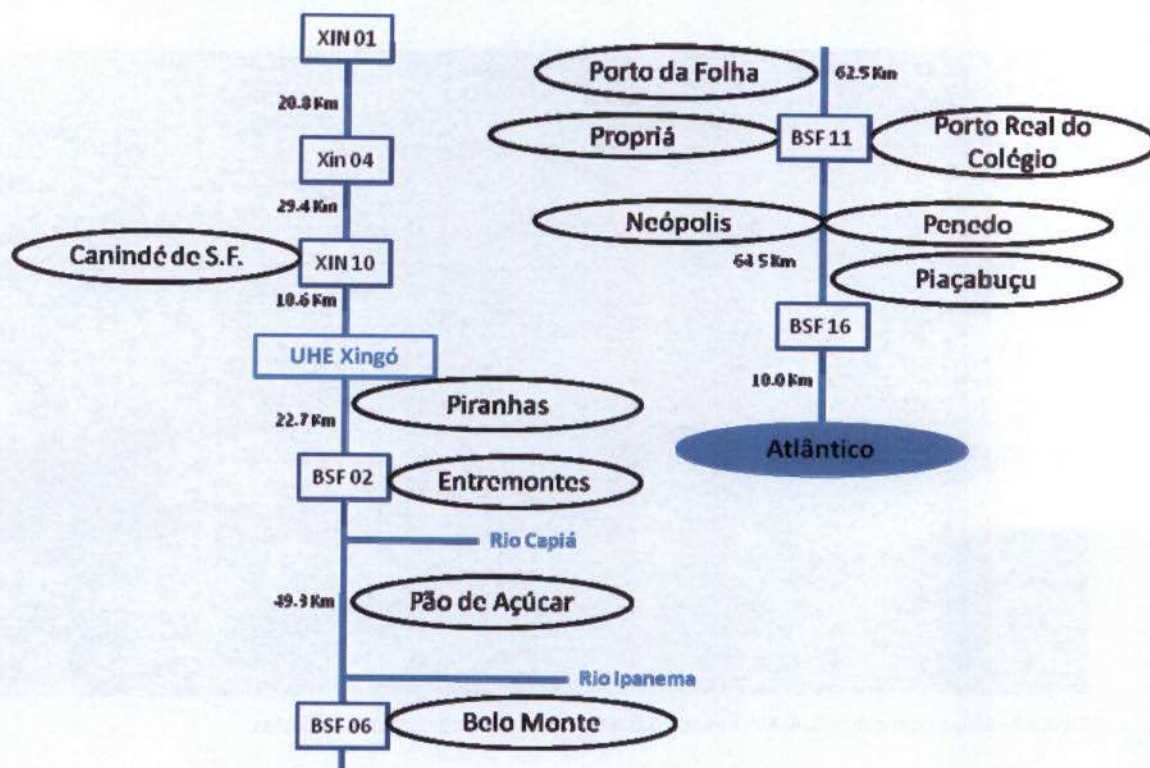 XIN 01
20.8 Km
Xin 04
29.4 Km
Canindé de S.F.
XIN 10
10.6 Km
UHE Xingó
Piranhas
22.7 Km
BSF 02
Entremontes
Rio Capiá
49.3 Km
Pão de Açúcar
Rio Ipanema
BSF 06
Belo Monte
Porto da Folha
62.5 Km
Propriá
BSF 11
Porto Real do
Colégio
Neópolis
Penedo
Piaçabuçu
BSF 16
10.0 Km
Atlântico